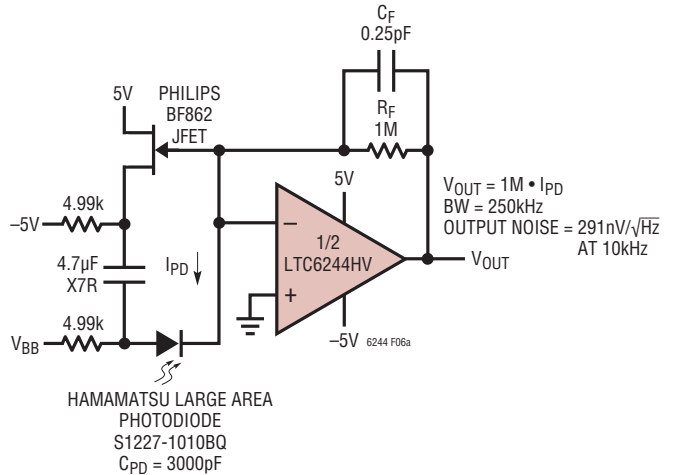 C_F
0.25pF
5V
PHILIPS
BF862
JFET
R_F
1M
–5V
4.99k
4.7µF
X7R
I_PD
5V
–
1/2
LTC6244HV
+
V_OUT = 1M • I_PD
BW = 250kHz
OUTPUT NOISE = 291nV/√Hz
AT 10kHz
V_OUT
4.99k
V_BB
–5V
6244 F06a
HAMAMATSU LARGE AREA
PHOTODIODE
S1227-1010BQ
C_PD = 3000pF